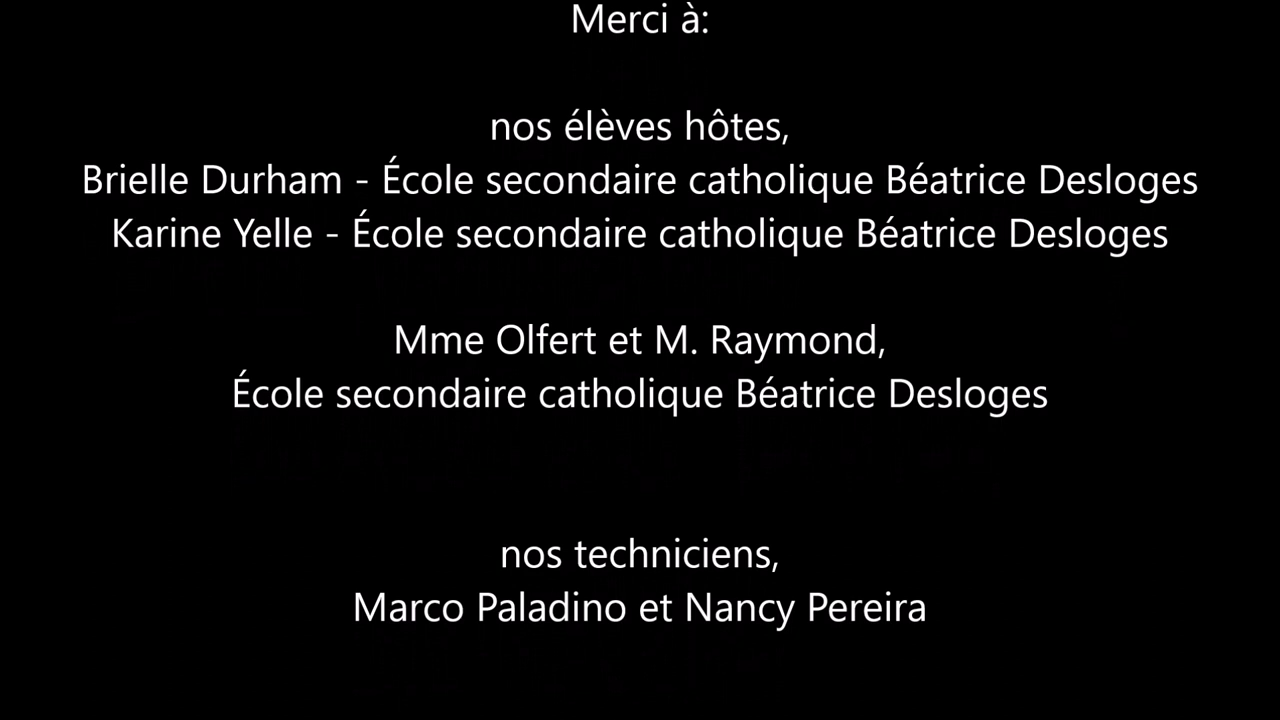 Merci à:
nos élèves hôtes,
Brielle Durham - École secondaire catholique Béatrice Desloges
Karine Yelle - École secondaire catholique Béatrice Desloges
Mme Olfert et M. Raymond,
École secondaire catholique Béatrice Desloges
nos techniciens,
Marco Paladino et Nancy Pereira